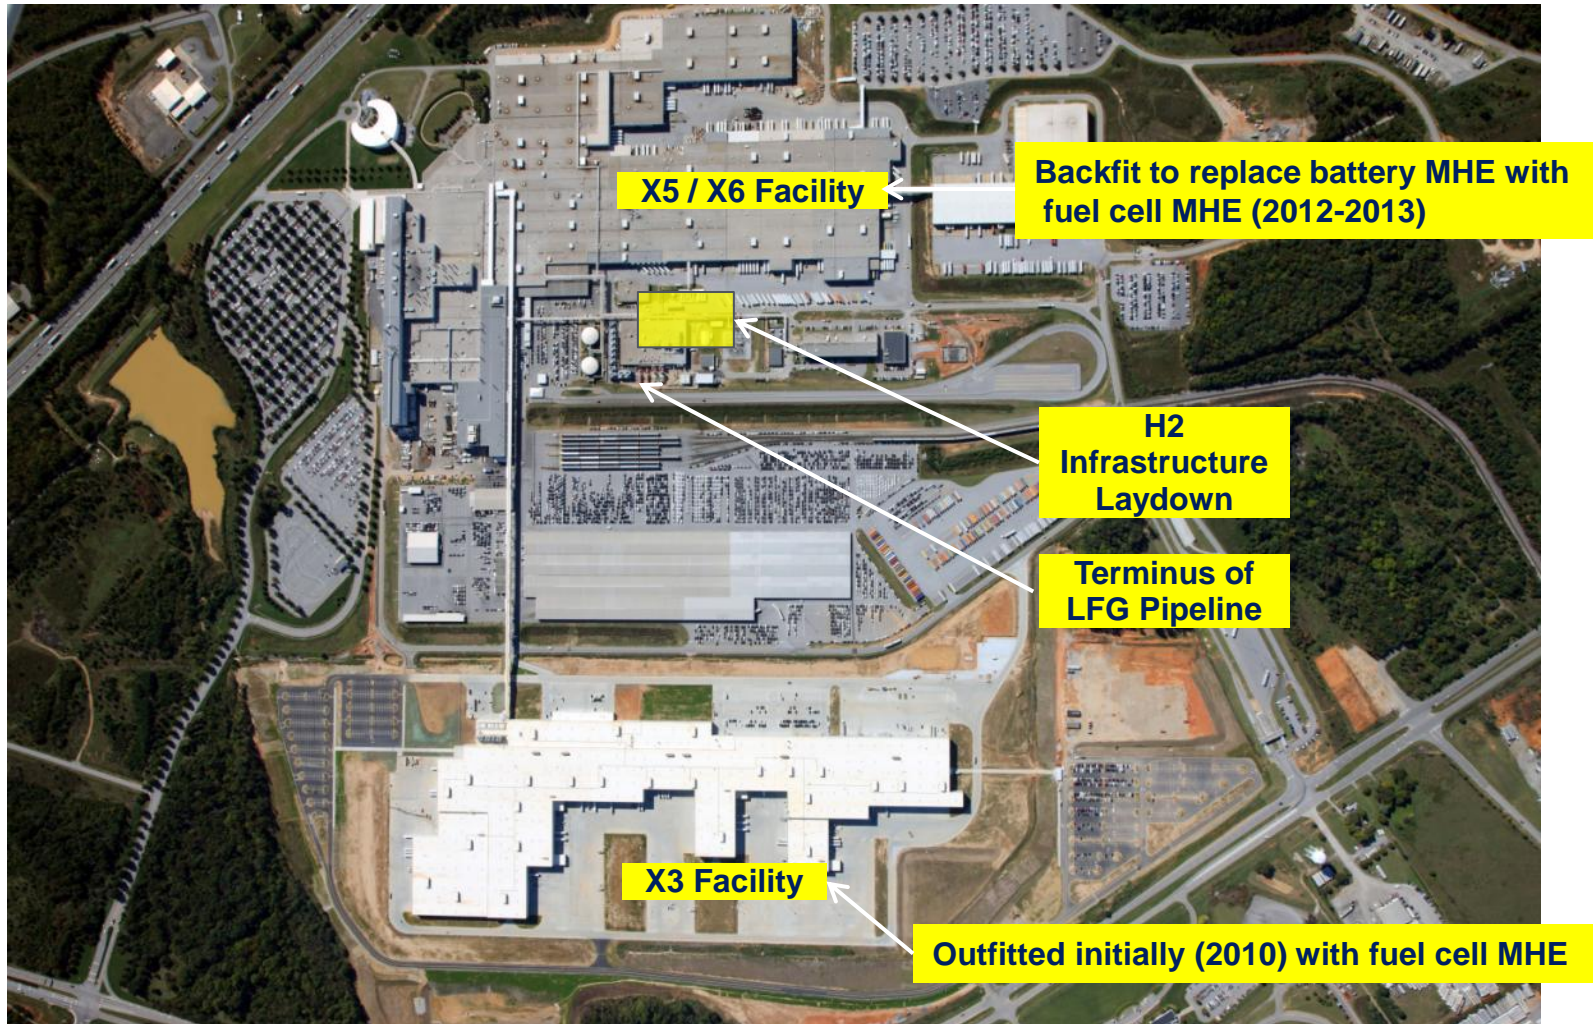 X5 / X6 Facility
Backfit to replace battery MHE with
fuel cell MHE (2012-2013)
H2
Infrastructure
Laydown
Terminus of
LFG Pipeline
X3 Facility
Outfitted initially (2010) with fuel cell MHE